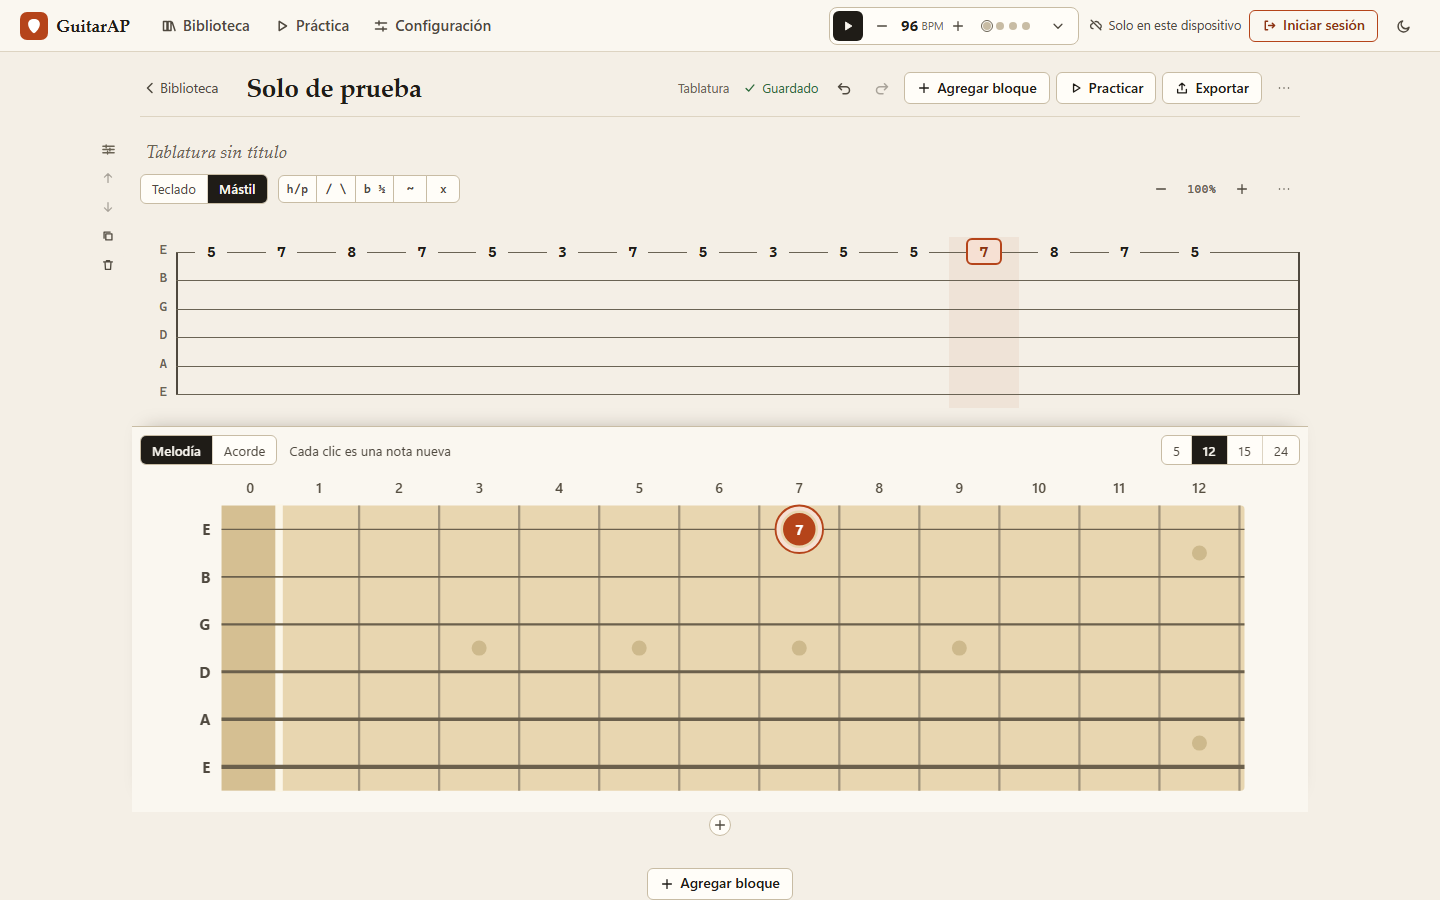 GuitarAP
Biblioteca
Práctica
Configuración
96 BPM
Solo en este dispositivo
Iniciar sesión
Biblioteca
Solo de prueba
Tablatura
Guardado
Agregar bloque
Practicar
Exportar
Tablatura sin título
Teclado
Mástil
h/p
/ \
b ½
~
x
100%
E 5 7 8 7 5 3 7 5 3 5 5 7 8 7 5
B
G
D
A
E
Melodía
Acorde
Cada clic es una nota nueva
5 12 15 24
0 1 2 3 4 5 6 7 8 9 10 11 12
E 7
B
G
D
A
E
Agregar bloque